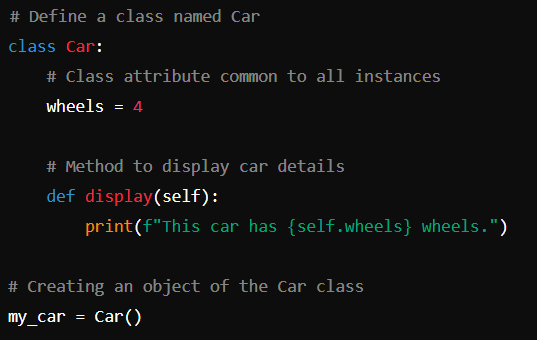 # Define a class named Car
class Car:
    # Class attribute common to all instances
    wheels = 4

    # Method to display car details
    def display(self):
        print(f"This car has {self.wheels} wheels.")

# Creating an object of the Car class
my_car = Car()